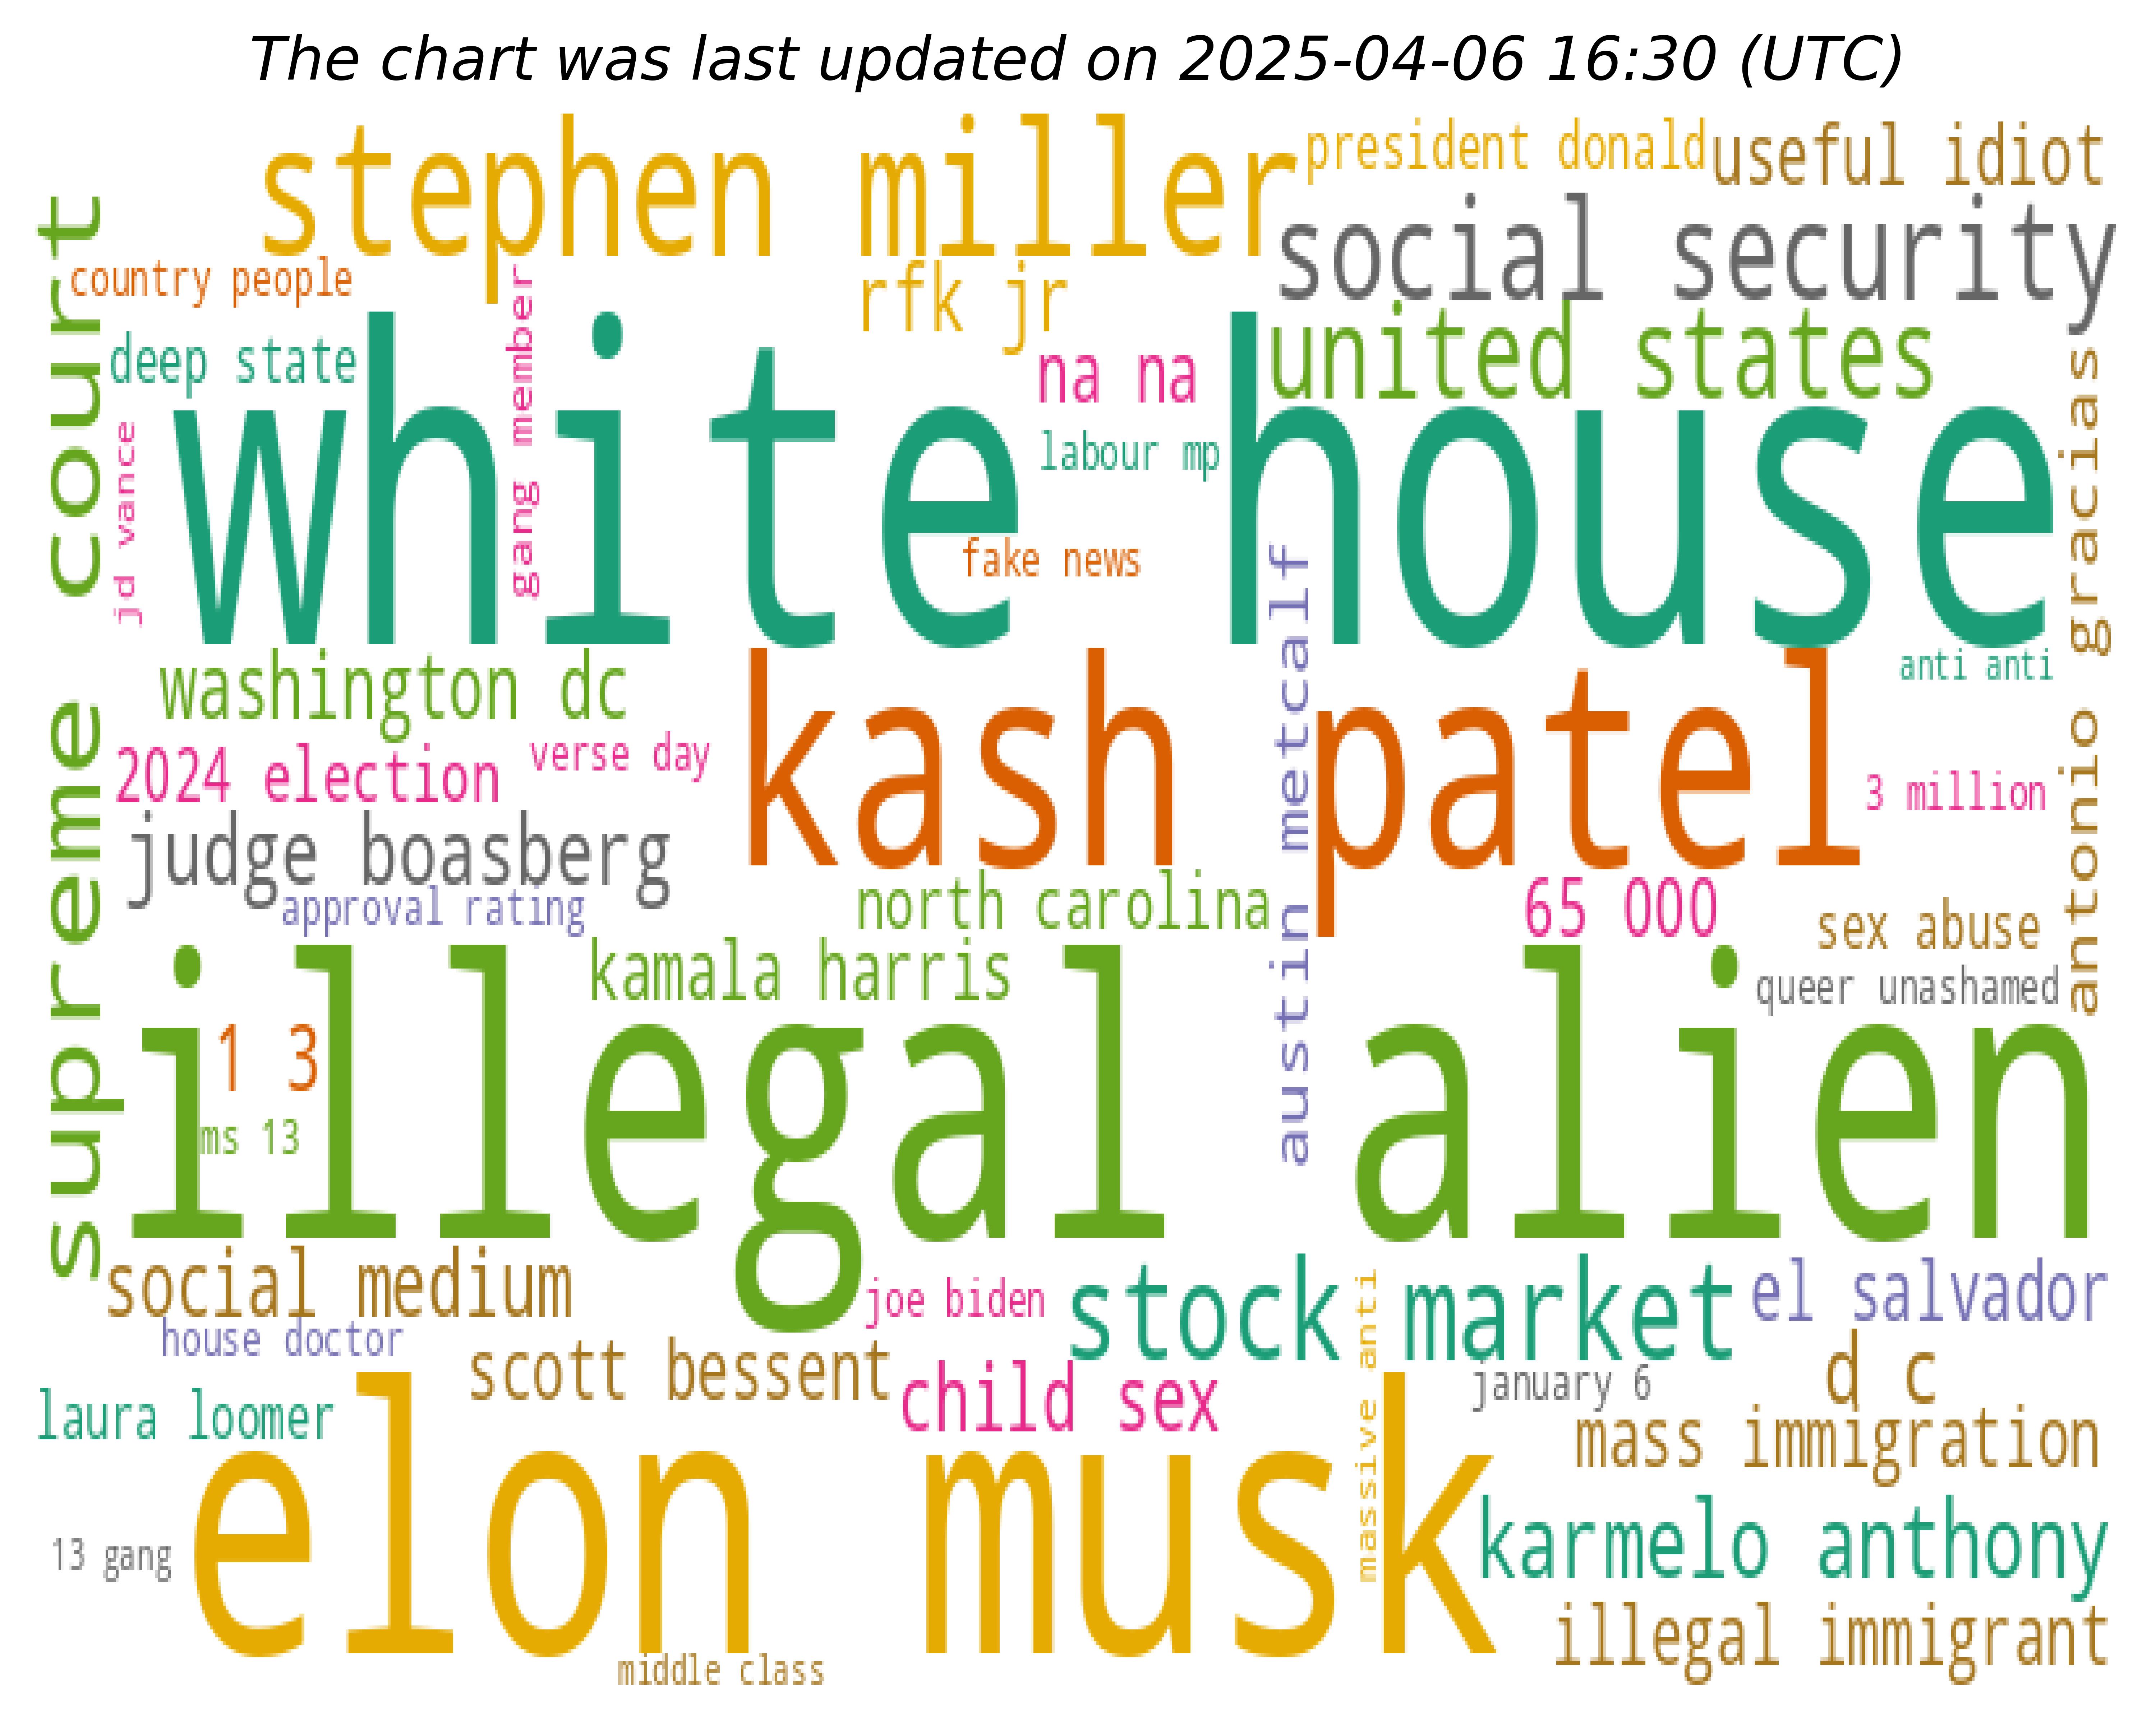 The chart was last updated on 2025-04-06 16:30 (UTC)
stephen miller
president donald
useful idiot
social security
country people
rfk jr
supreme court
gang member
united states
deep state
na na
jd vance
white house
labour mp
antonio gracias
fake news
austin metcalf
washington dc
anti anti
kash patel
2024 election
verse day
3 million
judge boasberg
approval rating
north carolina
65 000
sex abuse
kamala harris
queer unashamed
illegal alien
1 3
ms 13
social medium
joe biden
stock market
el salvador
house doctor
massive anti
scott bessent
child sex
january 6
d c
laura loomer
mass immigration
elon musk
13 gang
karmelo anthony
illegal immigrant
middle class